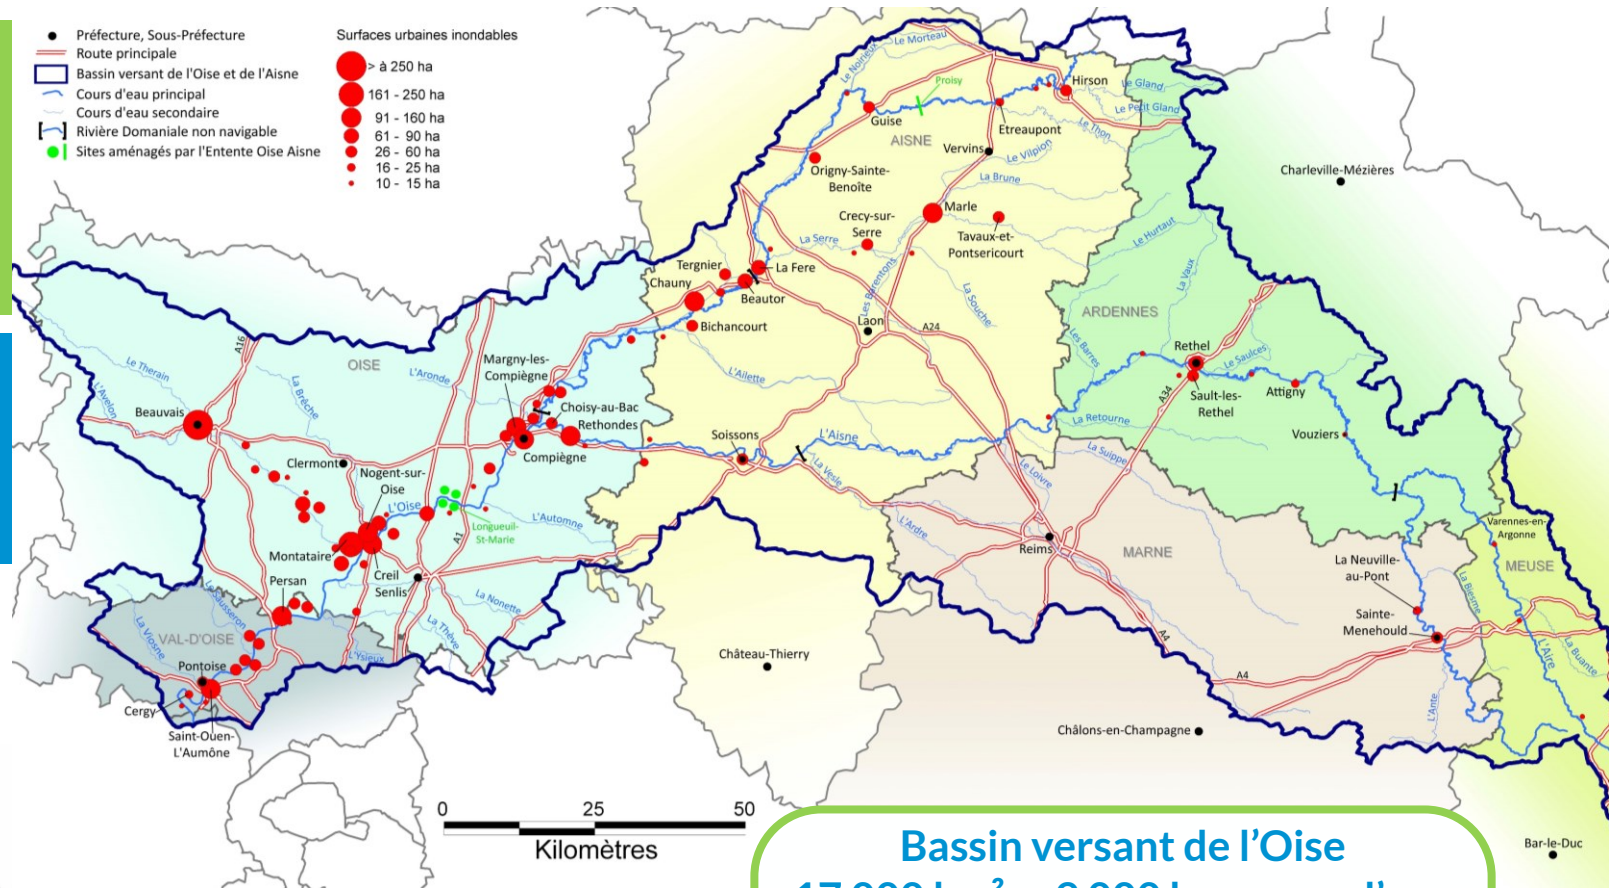 Préfecture, Sous-Préfecture
Route principale
Bassin versant de l'Oise et de l'Aisne
Cours d'eau principal
Cours d'eau secondaire
Rivière Domaniale non navigable
Sites aménagés par l'Entente Oise Aisne
Surfaces urbaines inondables
> à 250 ha
161 - 250 ha
91 - 160 ha
61 - 90 ha
26 - 60 ha
16 - 25 ha
10 - 15 ha
Le Noirieux
Le Morteau
Proisy
Hirson
Le Gland
Le Petit Gland
Guise
Etreaupont
Le Thon
AISNE
Vervins
Le Vilpion
Origny-Sainte-
Benoîte
La Brune
Charleville-Mézières
Marle
Crecy-sur-
Serre
Tavaux-et-
Pontsericourt
La Serre
Le Hurtaut
La Vaux
Tergnier
La Fere
Chauny
Beautor
Les Barentons
La Souche
Bichancourt
Laon
A24
ARDENNES
Les Barres
Rethel
Le Saulces
Attigny
A34
Sault-les-
Rethel
Vouziers
La Retourne
A16
OISE
Margny-les-
Compiègne
Le Therain
L'Avelon
La Brêche
L'Aronde
L'Ailette
Beauvais
Choisy-au-Bac
Rethondes
Soissons
L'Aisne
La Vesle
La Suippe
Le Loivre
Clermont
Nogent-sur-
Oise
Compiègne
L'Oise
Longueuil-
St-Marie
L'Automne
A1
L'Ardre
Reims
MARNE
Varennes-en-
Argonne
La Neuville-
au-Pont
La Biesme
MEUSE
Montataire
Creil
Senlis
Persan
La Nonette
La Thève
L'Ysieux
Le Sausseron
VAL-D'OISE
La Viosne
Pontoise
Cergy
Saint-Ouen-
L'Aumône
Château-Thierry
A4
Sainte-
Menehould
L'Aire
La Buante
A4
L'Ante
Châlons-en-Champagne
0 25 50
Kilomètres
Bar-le-Duc
Bassin versant de l'Oise